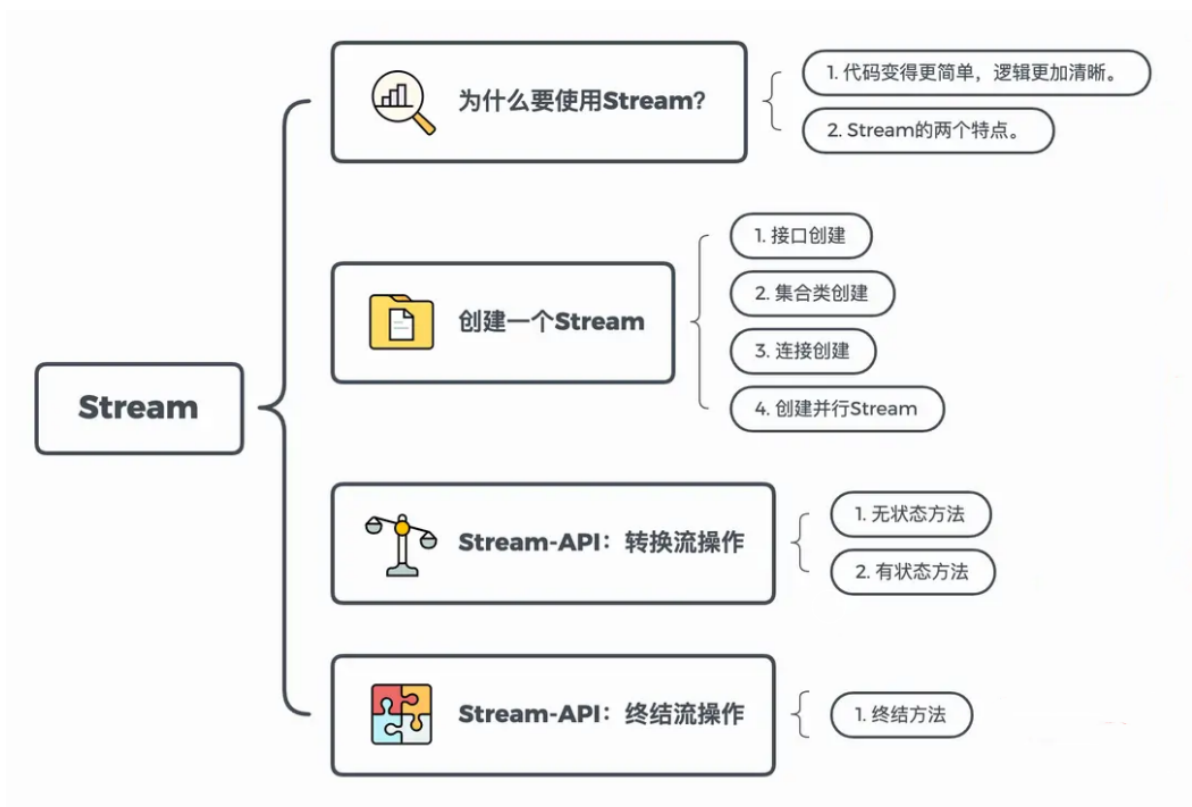 Stream
为什么要使用Stream?
1. 代码变得更简单，逻辑更加清晰。
2. Stream的两个特点。
创建一个Stream
1. 接口创建
2. 集合类创建
3. 连接创建
4. 创建并行Stream
Stream-API：转换流操作
1. 无状态方法
2. 有状态方法
Stream-API：终结流操作
1. 终结方法